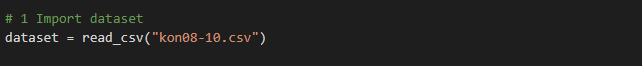 # 1 Import dataset
dataset = read_csv("kon08-10.csv")